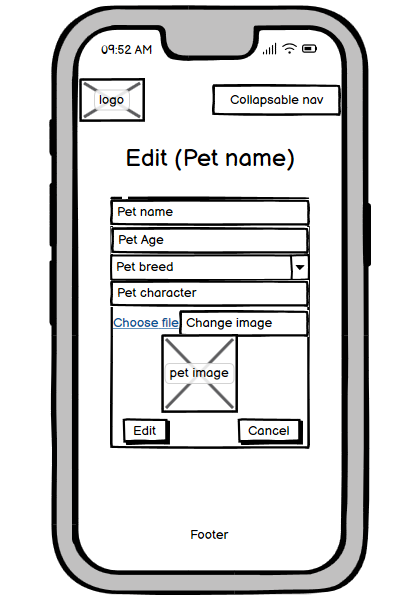 09:52 AM
logo
Collapsable nav
Edit (Pet name)
Pet name
Pet Age
Pet breed
Pet character
Choose file Change image
pet image
Edit Cancel
Footer